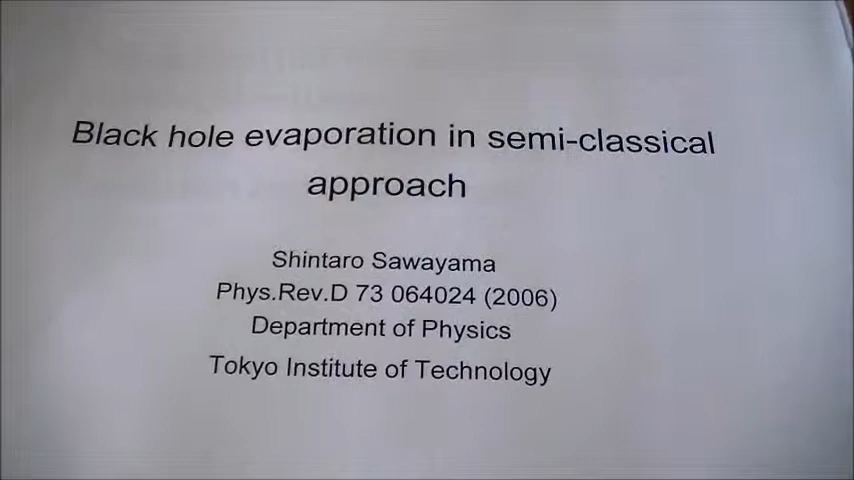 Black hole evaporation in semi-classical
approach
Shintaro Sawayama
Phys.Rev.D 73 064024 (2006)
Department of Physics
Tokyo Institute of Technology